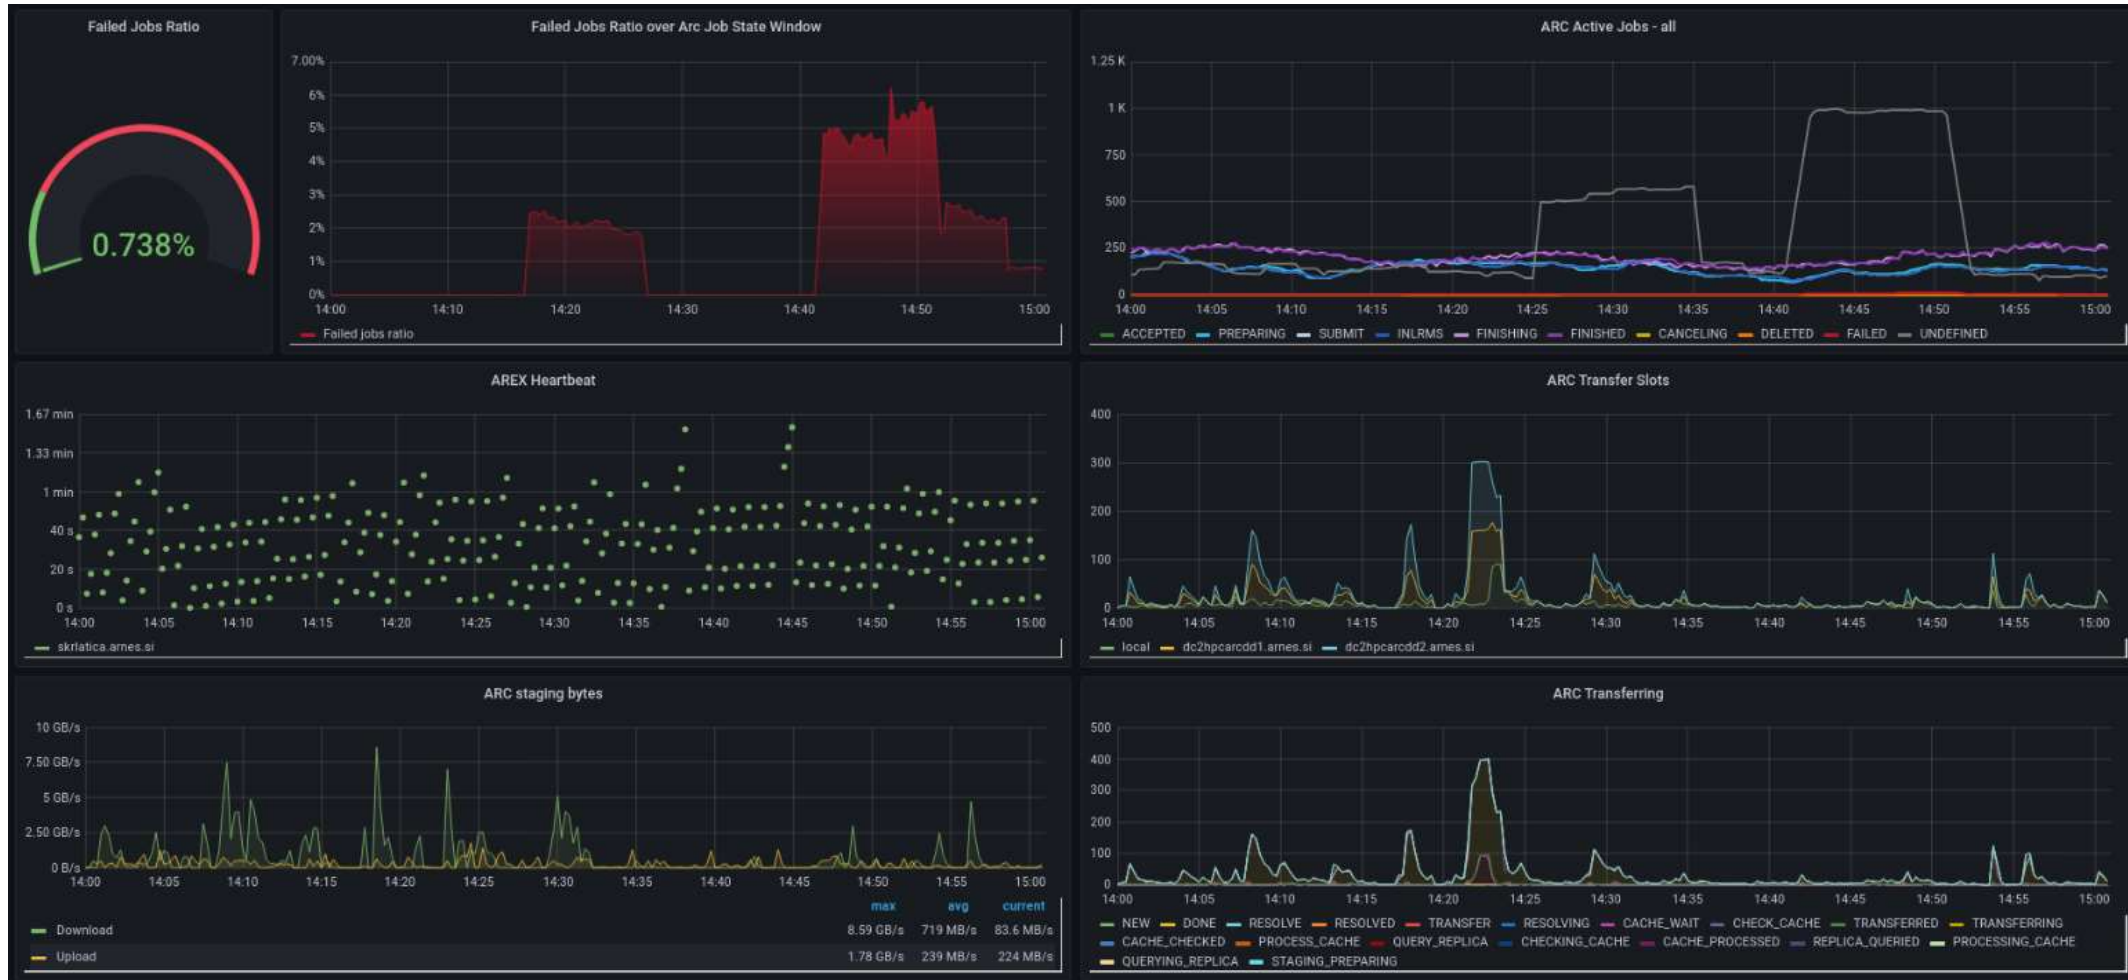 Failed Jobs Ratio
0.738%
Failed Jobs Ratio over Arc Job State Window
7.00%
6%
5%
4%
3%
2%
1%
0%
14:00 14:10 14:20 14:30 14:40 14:50 15:00
Failed jobs ratio
ARC Active Jobs - all
1.25 K
1 K
750
500
250
0
14:00 14:05 14:10 14:15 14:20 14:25 14:30 14:35 14:40 14:45 14:50 14:55 15:00
ACCEPTED PREPARING SUBMIT INLRMS FINISHING FINISHED CANCELING DELETED FAILED UNDEFINED
AREX Heartbeat
1.67 min
1.33 min
1 min
40 s
20 s
0 s
14:00 14:05 14:10 14:15 14:20 14:25 14:30 14:35 14:40 14:45 14:50 14:55 15:00
skrlatica.arnes.si
ARC Transfer Slots
400
300
200
100
0
14:00 14:05 14:10 14:15 14:20 14:25 14:30 14:35 14:40 14:45 14:50 14:55 15:00
local dc2hpcarcdd1.arnes.si dc2hpcarcdd2.arnes.si
ARC staging bytes
10 GB/s
7.50 GB/s
5 GB/s
2.50 GB/s
0 B/s
14:00 14:05 14:10 14:15 14:20 14:25 14:30 14:35 14:40 14:45 14:50 14:55 15:00
max avg current
Download 8.59 GB/s 719 MB/s 83.6 MB/s
Upload 1.78 GB/s 239 MB/s 224 MB/s
ARC Transferring
500
400
300
200
100
0
14:00 14:05 14:10 14:15 14:20 14:25 14:30 14:35 14:40 14:45 14:50 14:55 15:00
NEW DONE RESOLVE RESOLVED TRANSFER RESOLVING CACHE_WAIT CHECK_CACHE TRANSFERRED TRANSFERRING
CACHE_CHECKED PROCESS_CACHE QUERY_REPLICA CHECKING_CACHE CACHE_PROCESSED REPLICA_QUERIED PROCESSING_CACHE
QUERYING_REPLICA STAGING_PREPARING